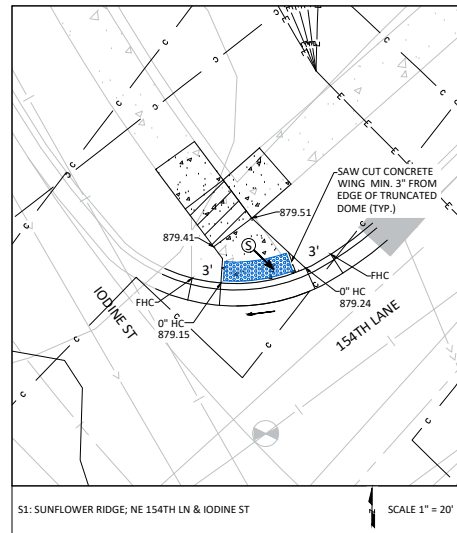 SAW CUT CONCRETE
WING MIN. 3" FROM
EDGE OF TRUNCATED
DOME (TYP.)
879.51
879.41
S
3'
3'
FHC
FHC
0" HC
879.24
0" HC
879.15
IODINE ST
154TH LANE
C
C
C
C
C
C
C
C
C
C
E
E
E
E
E
E
S1: SUNFLOWER RIDGE; NE 154TH LN & IODINE ST
N
SCALE 1" = 20'